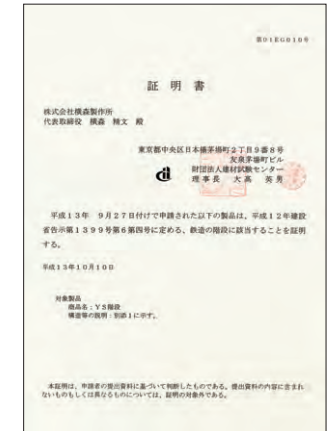 第01EG010号
証明書
株式会社横森製作所
代表取締役 横森 精文 殿
東京都中央区日本橋茅場町2丁目9番8号
友泉茅場町ビル
財団法人建材試験センター
理事長 大高 英男
平成13年 9月27日付けで申請された以下の製品は、平成12年建設
省告示第1399号第6第四号に定める、鉄造の階段に該当することを証明
する。
平成13年10月10日
対象製品
商品名:VS階段
構造等の説明:別添1に示す。
本証明は、申請者の提出資料に基づいて判断したものである。提出資料の内容に含まれ
ないものもしくは異なるものについては、証明の対象外である。